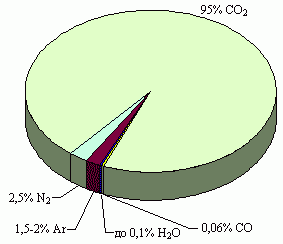 95% CO₂
2,5% N₂
1,5-2% Ar
до 0,1% H₂O
0,06% CO